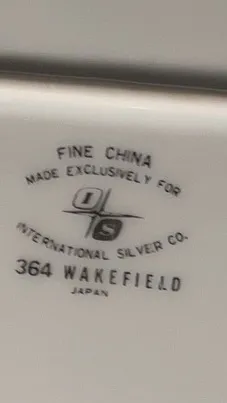 FINE CHINA
MADE EXCLUSIVELY FOR
I
S
INTERNATIONAL SILVER CO.
364 WAKEFIELD
JAPAN